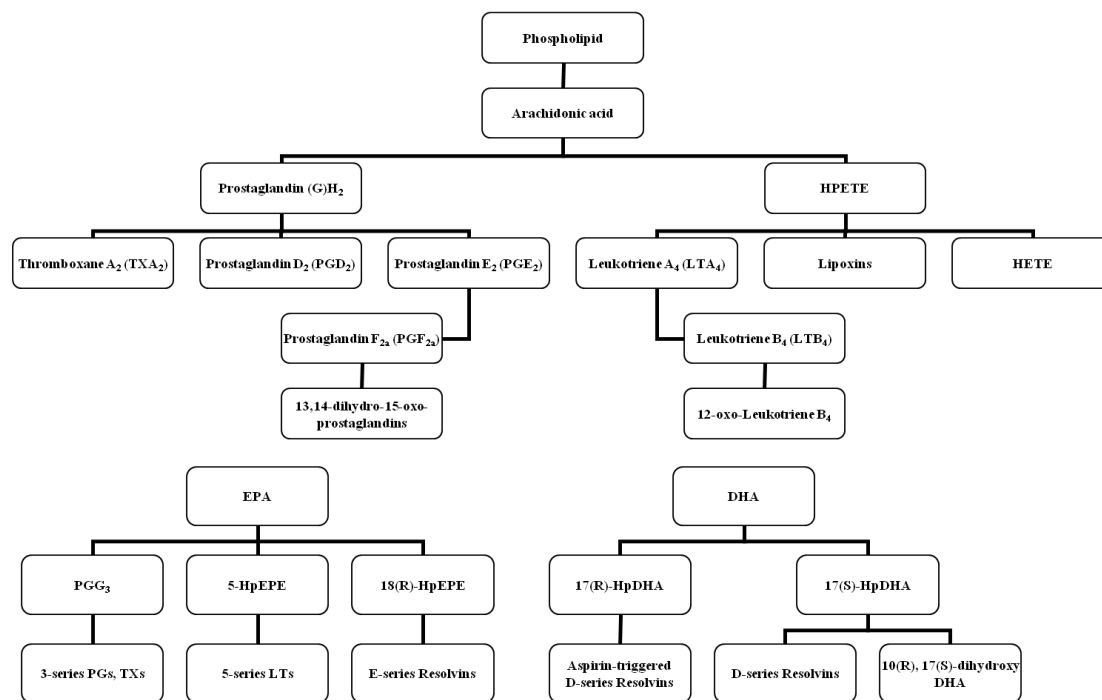 Phospholipid
Arachidonic acid
Prostaglandin (G)H₂
HPETE
Thromboxane A₂ (TXA₂)
Prostaglandin D₂ (PGD₂)
Prostaglandin E₂ (PGE₂)
Leukotriene A₄ (LTA₄)
Lipoxins
HETE
Prostaglandin F₂ₐ (PGF₂ₐ)
Leukotriene B₄ (LTB₄)
13,14-dihydro-15-oxo-
prostaglandins
12-oxo-Leukotriene B₄
EPA
DHA
PGG₃
5-HpEPE
18(R)-HpEPE
17(R)-HpDHA
17(S)-HpDHA
3-series PGs, TXs
5-series LTs
E-series Resolvins
Aspirin-triggered
D-series Resolvins
D-series Resolvins
10(R), 17(S)-dihydroxy
DHA